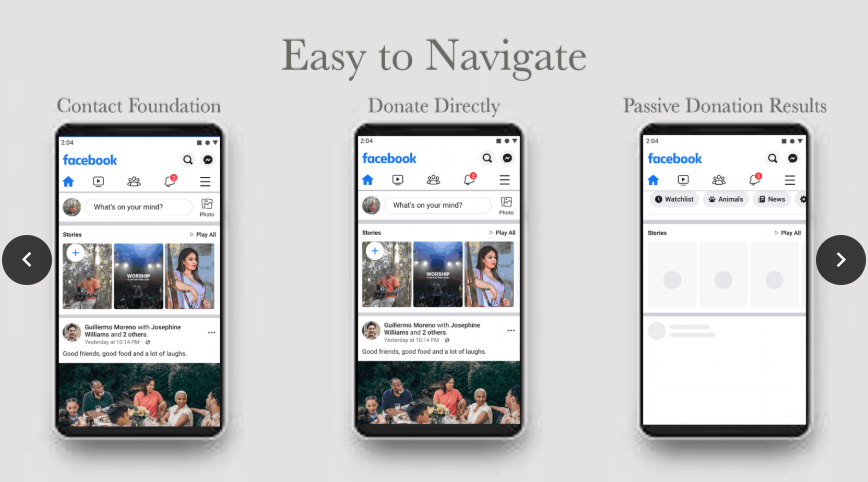 Easy to Navigate
Contact Foundation
2:04
facebook
2
What's on your mind?
Photo
Stories
Play All
WORSHIP
Guillermo Moreno with Josephine
Williams and 2 others.
Yesterday at 10:14 PM ·
Good friends, good food and a lot of laughs.
Donate Directly
2:04
facebook
2
What's on your mind?
Photo
Stories
Play All
WORSHIP
Guillermo Moreno with Josephine
Williams and 2 others.
Yesterday at 10:14 PM ·
Good friends, good food and a lot of laughs.
Passive Donation Results
2:04
facebook
Watchlist Animals News
Stories
Play All